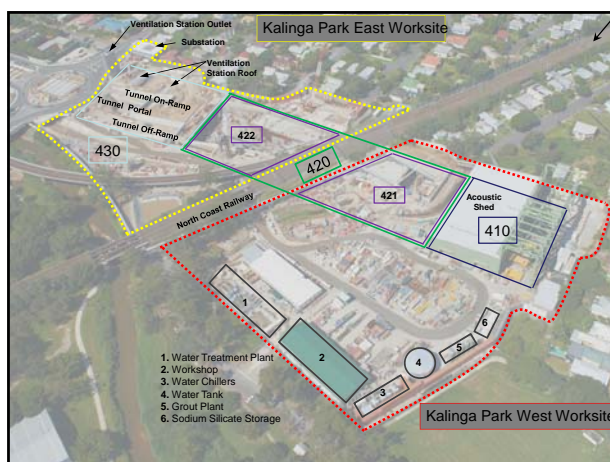 Kalinga Park East Worksite
Ventilation Station Outlet
Substation
Ventilation
Station Roof
Tunnel On-Ramp
Tunnel Portal
Tunnel Off-Ramp
430
422
420
421
North Coast Railway
Acoustic
Shed
410
1
2
3
4
5
6
1. Water Treatment Plant
2. Workshop
3. Water Chillers
4. Water Tank
5. Grout Plant
6. Sodium Silicate Storage
Kalinga Park West Worksite